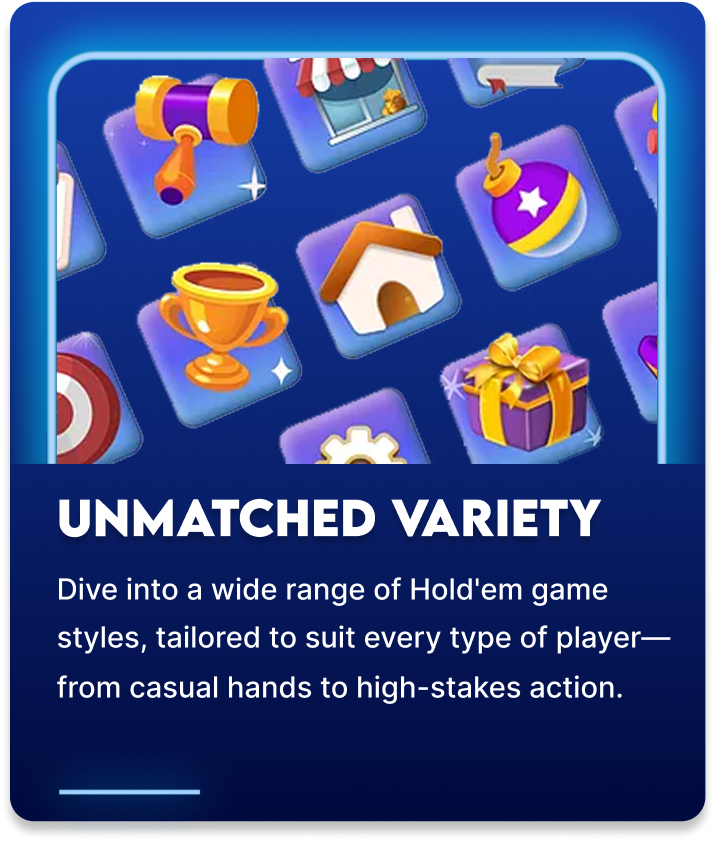 UNMATCHED VARIETY
Dive into a wide range of Hold'em game
styles, tailored to suit every type of player—
from casual hands to high-stakes action.